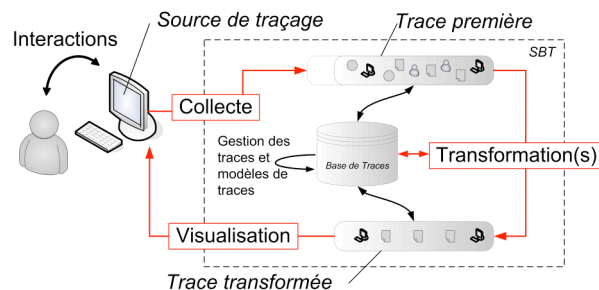 Source de traçage
Trace première
Interactions
SBT
Collecte
Gestion des
traces et
modèles de
traces
Base de Traces
Transformation(s)
Visualisation
Trace transformée